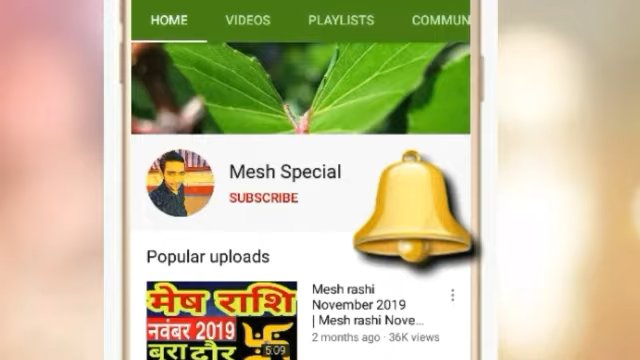 HOME VIDEOS PLAYLISTS COMMUN
Mesh Special
SUBSCRIBE
Popular uploads
मेष राशि
नवंबर 2019
बुरा दौर
5:09
Mesh rashi
November 2019
| Mesh rashi Nove...
2 months ago · 36K views